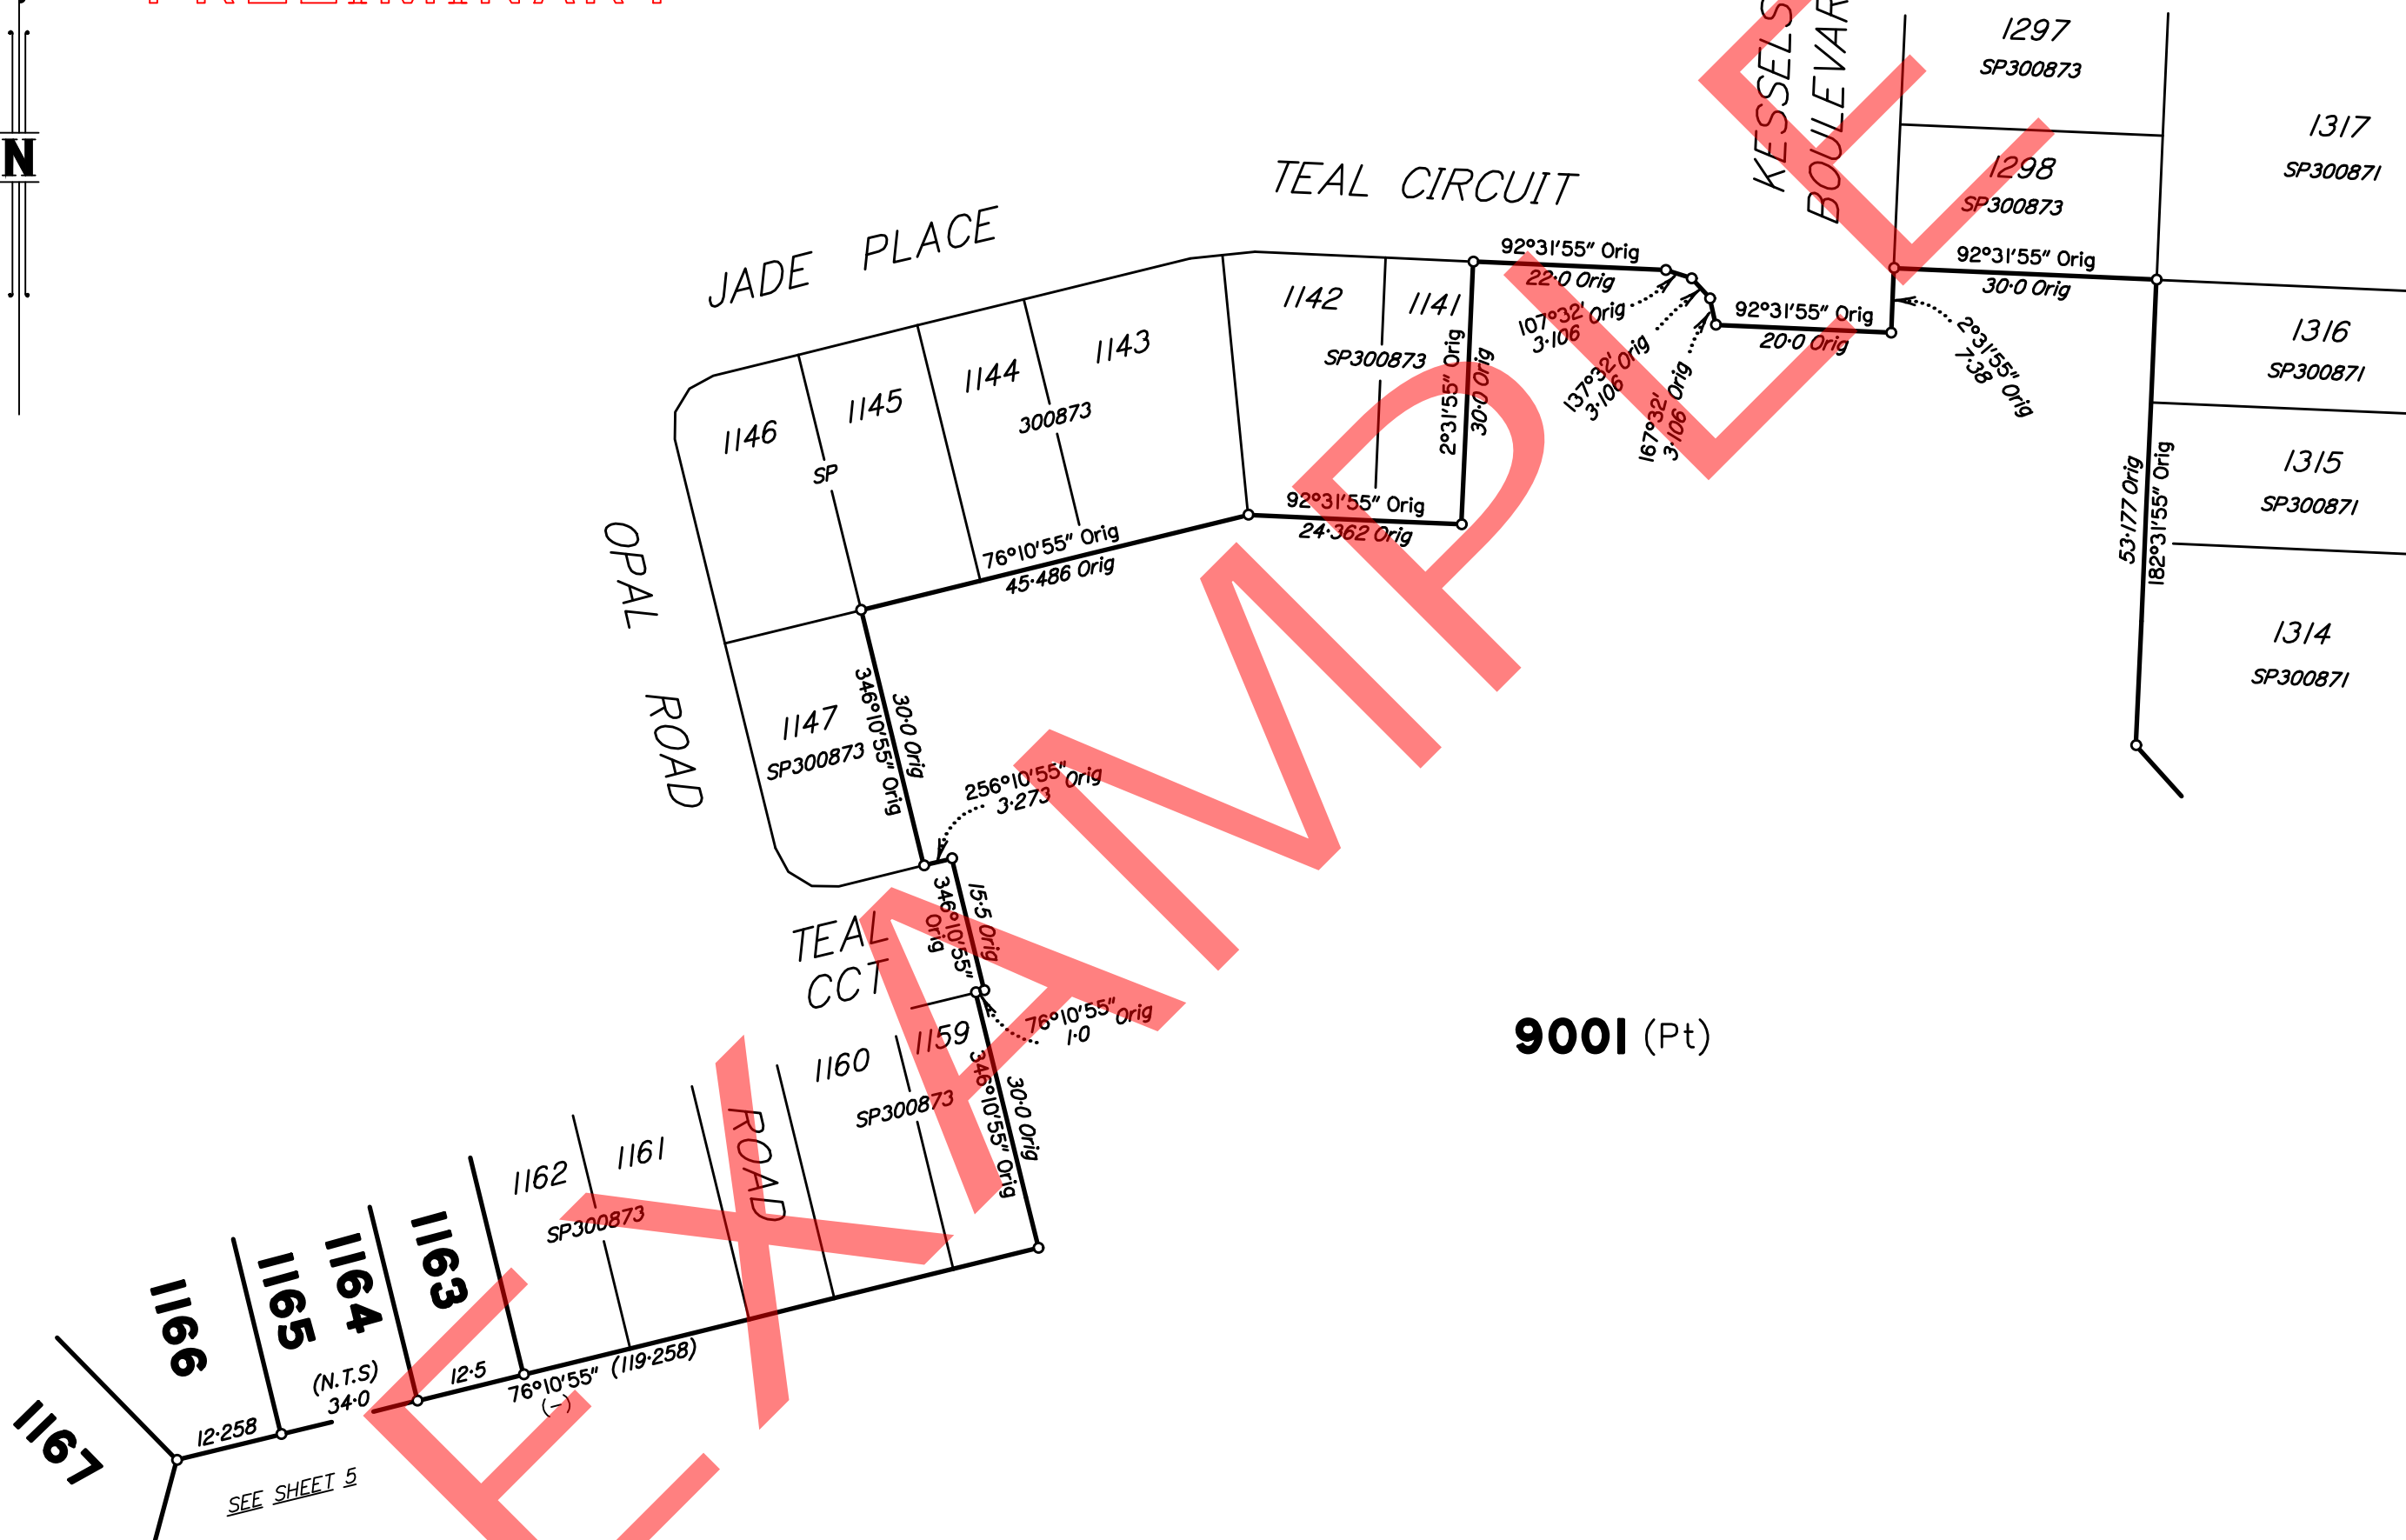 PRELIMINARY
N
KESSELS
BOULEVAR
1297
SP300873
1317
SP300871
1298
SP300873
TEAL CIRCUIT
JADE PLACE
92°31'55" Orig
22·0 Orig
92°31'55" Orig
30·0 Orig
107°32' Orig
3·106
137°32' Orig
3·106
167°32' Orig
3·106
92°31'55" Orig
20·0 Orig
2°31'55" Orig
7·38
1142
1141
SP300873
2°31'55" Orig
30·0 Orig
1316
SP300871
1143
1144
1145
1146
300873
SP
1315
SP300871
53·177 Orig
182°31'55" Orig
92°31'55" Orig
24·362 Orig
76°10'55" Orig
45·486 Orig
OPAL ROAD
1314
SP300871
1147
SP300873
30·0 Orig
346°10'55" Orig
256°10'55" Orig
3·273
15·5 Orig
346°10'55"
Orig
TEAL
CCT
76°10'55" Orig
1·0
9001 (Pt)
1159
1160
SP300873
30·0 Orig
346°10'55" Orig
ROAD
1161
1162
SP300873
1163
1164
1165
1166
1167
(N.T.S)
34·0
12·5
12·258
76°10'55" (119·258)
(-)
SEE SHEET 5
EXAMPLE